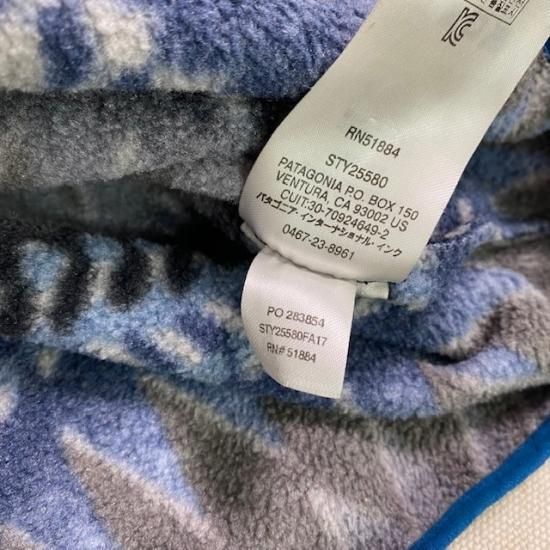 RN51884
STY25580
PATAGONIA P.O. BOX 150
VENTURA, CA 93002 US
CUIT:30-70924649-2
パタゴニア・インターナショナル・インク
0467-23-8961
PO 283854
STY25580FA17
RN# 51884